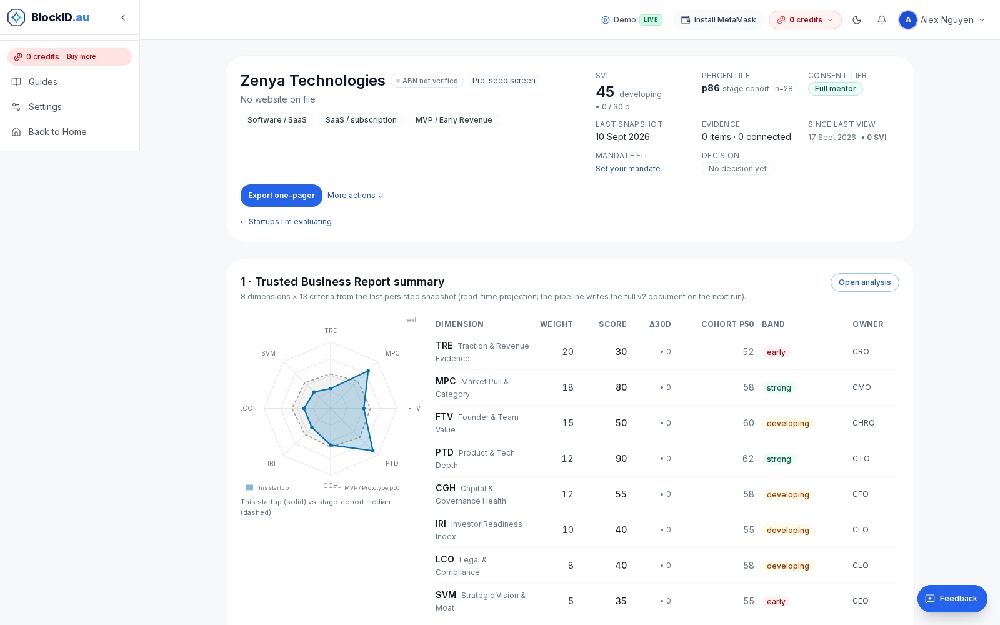 BlockID.au
Demo LIVE
Install MetaMask
0 credits
A Alex Nguyen
0 credits · Buy more
Guides
Settings
Back to Home
Zenya Technologies
ABN not verified
Pre-seed screen
No website on file
Software / SaaS
SaaS / subscription
MVP / Early Revenue
SVI
45 developing
• 0 / 30 d
PERCENTILE
p86 stage cohort · n=28
CONSENT TIER
Full mentor
LAST SNAPSHOT
10 Sept 2026
EVIDENCE
0 items · 0 connected
SINCE LAST VIEW
17 Sept 2026 • 0 SVI
MANDATE FIT
Set your mandate
DECISION
No decision yet
Export one-pager
More actions ↓
← Startups I'm evaluating
1 · Trusted Business Report summary
8 dimensions × 13 criteria from the last persisted snapshot (read-time projection; the pipeline writes the full v2 document on the next run).
Open analysis
real
TRE
MPC
FTV
PTD
CGH
IRI
LCO
SVM
This startup
MVP / Prototype p50
This startup (solid) vs stage-cohort median
(dashed)
DIMENSION WEIGHT SCORE Δ30D COHORT P50 BAND OWNER
TRE Traction & Revenue
Evidence
20 30 • 0 52 early CRO
MPC Market Pull &
Category
18 80 • 0 58 strong CMO
FTV Founder & Team
Value
15 50 • 0 60 developing CHRO
PTD Product & Tech
Depth
12 90 • 0 62 strong CTO
CGH Capital &
Governance Health
12 55 • 0 58 developing CFO
IRI Investor Readiness
Index
10 40 • 0 55 developing CLO
LCO Legal &
Compliance
8 40 • 0 58 developing CLO
SVM Strategic Vision &
Moat
5 35 • 0 55 early CEO
Feedback